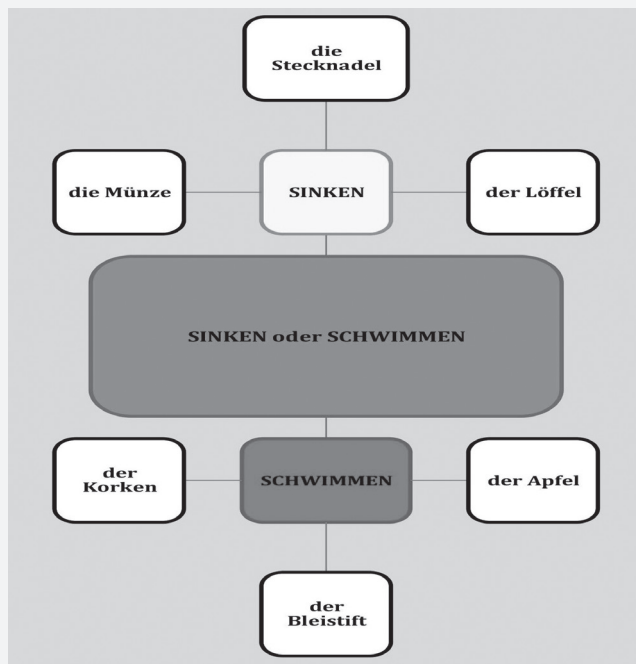 die
Stecknadel
die Münze
SINKEN
der Löffel
SINKEN oder SCHWIMMEN
der
Korken
SCHWIMMEN
der Apfel
der
Bleistift